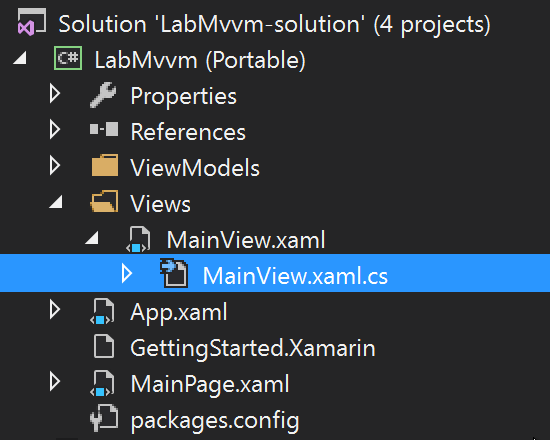 Solution 'LabMvvm-solution' (4 projects)
C# LabMvvm (Portable)
Properties
References
ViewModels
Views
MainView.xaml
MainView.xaml.cs
App.xaml
GettingStarted.Xamarin
MainPage.xaml
packages.config